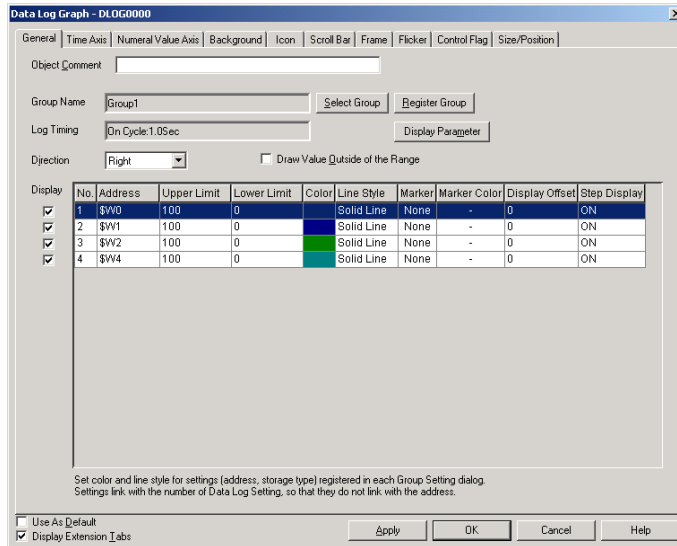 Data Log Graph - DLOG0000
General Time Axis Numeral Value Axis Background Icon Scroll Bar Frame Flicker Control Flag Size/Position
Object Comment
Group Name Group1 Select Group Register Group
Log Timing On Cycle:1.0Sec Display Parameter
Direction Right Draw Value Outside of the Range
Display No. Address Upper Limit Lower Limit Color Line Style Marker Marker Color Display Offset Step Display
1 $W0 100 0 Solid Line None - 0 ON
2 $W1 100 0 Solid Line None - 0 ON
3 $W2 100 0 Solid Line None - 0 ON
4 $W4 100 0 Solid Line None - 0 ON
Set color and line style for settings (address, storage type) registered in each Group Setting dialog.
Settings link with the number of Data Log Setting, so that they do not link with the address.
Use As Default
Display Extension Tabs
Apply OK Cancel Help